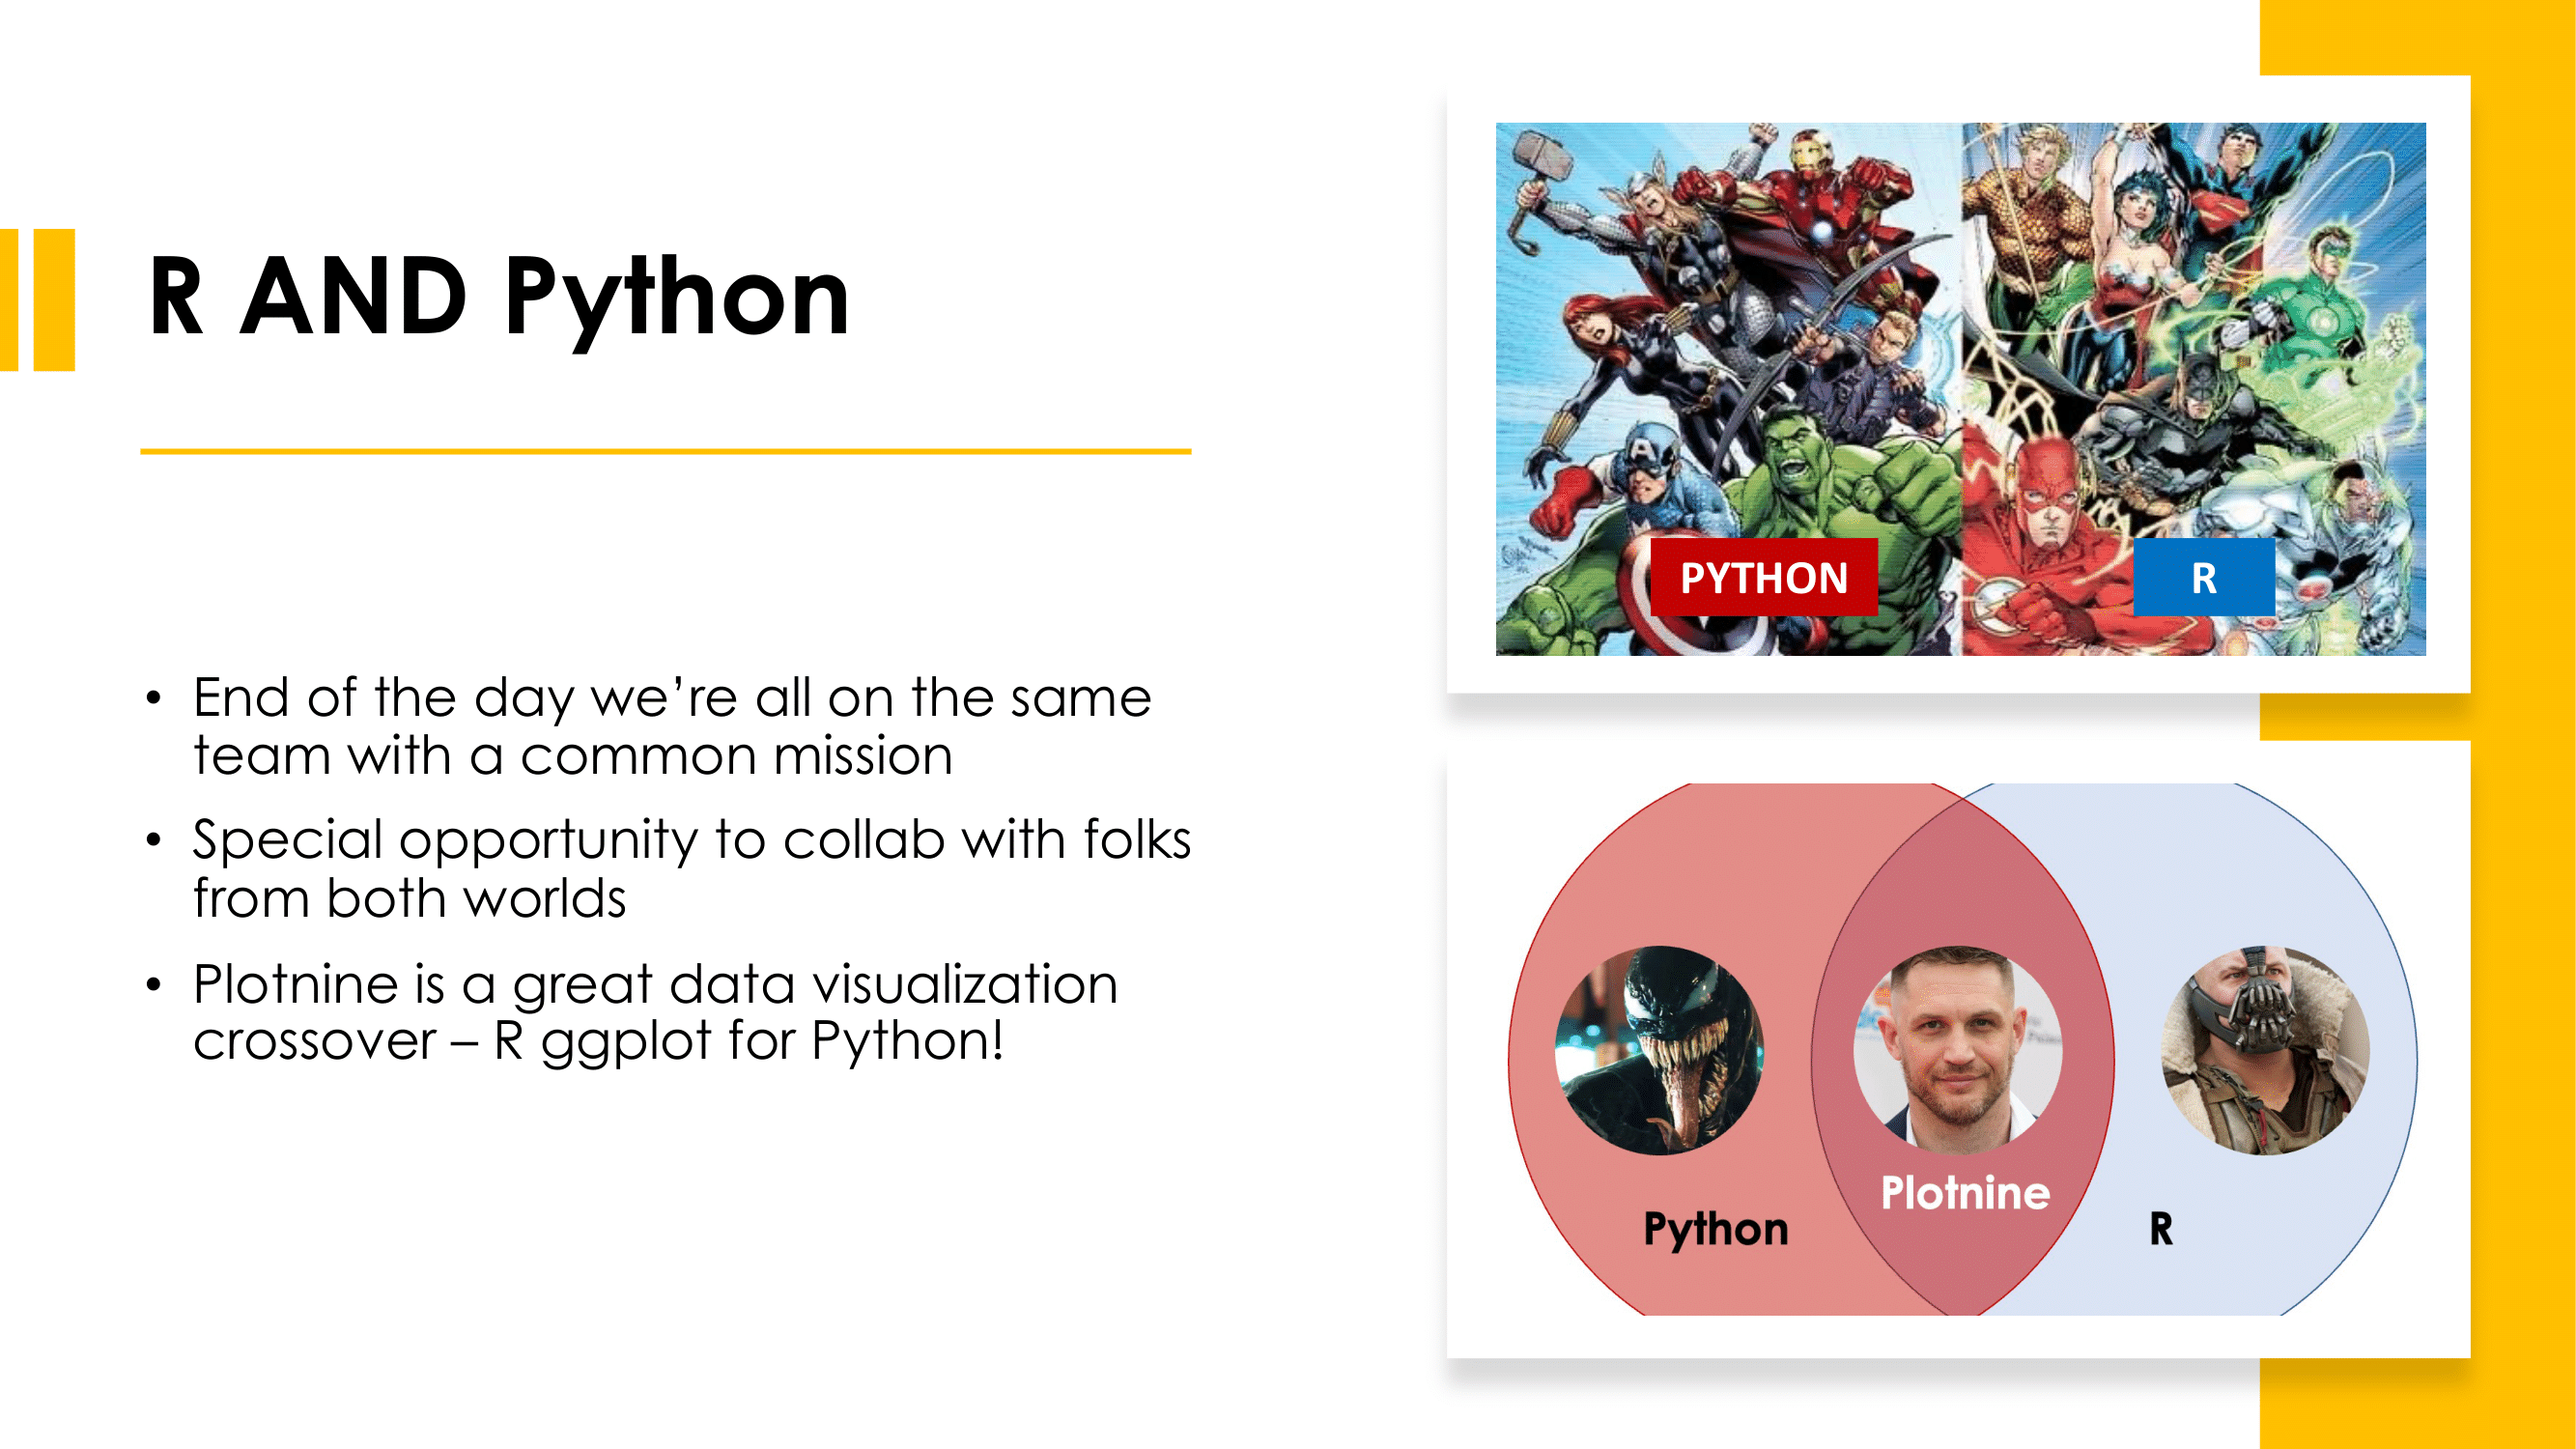 R AND Python
• End of the day we’re all on the same
team with a common mission
• Special opportunity to collab with folks
from both worlds
• Plotnine is a great data visualization
crossover – R ggplot for Python!
PYTHON
R
Plotnine
Python
R